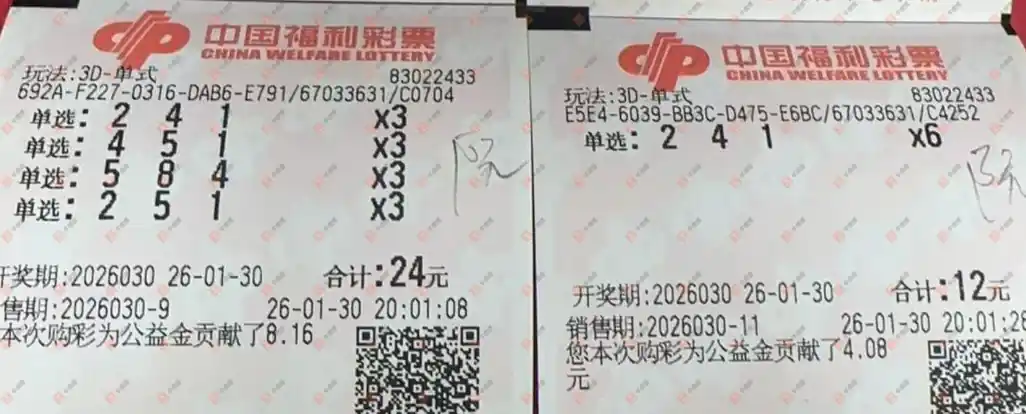 中国福利彩票
CHINA WELFARE LOTTERY
玩法:3D-单式 83022433
692A-F227-0316-DAB6-E791/67033631/C0704
单选: 2 4 1 x3
单选: 4 5 1 x3
单选: 5 8 4 x3
单选: 2 5 1 x3
开奖期:2026030 26-01-30 合计:24元
售期:2026030-9 26-01-30 20:01:08
本次购彩为公益金贡献了8.16
中国福利彩票
CHINA WELFARE LOTTERY
玩法:3D-单式 83022433
E5E4-6039-BB3C-D475-E6BC/67033631/C4252
单选: 2 4 1 x6
开奖期:2026030 26-01-30 合计:12元
销售期:2026030-11 26-01-30 20:01:28
您本次购彩为公益金贡献了4.08
元